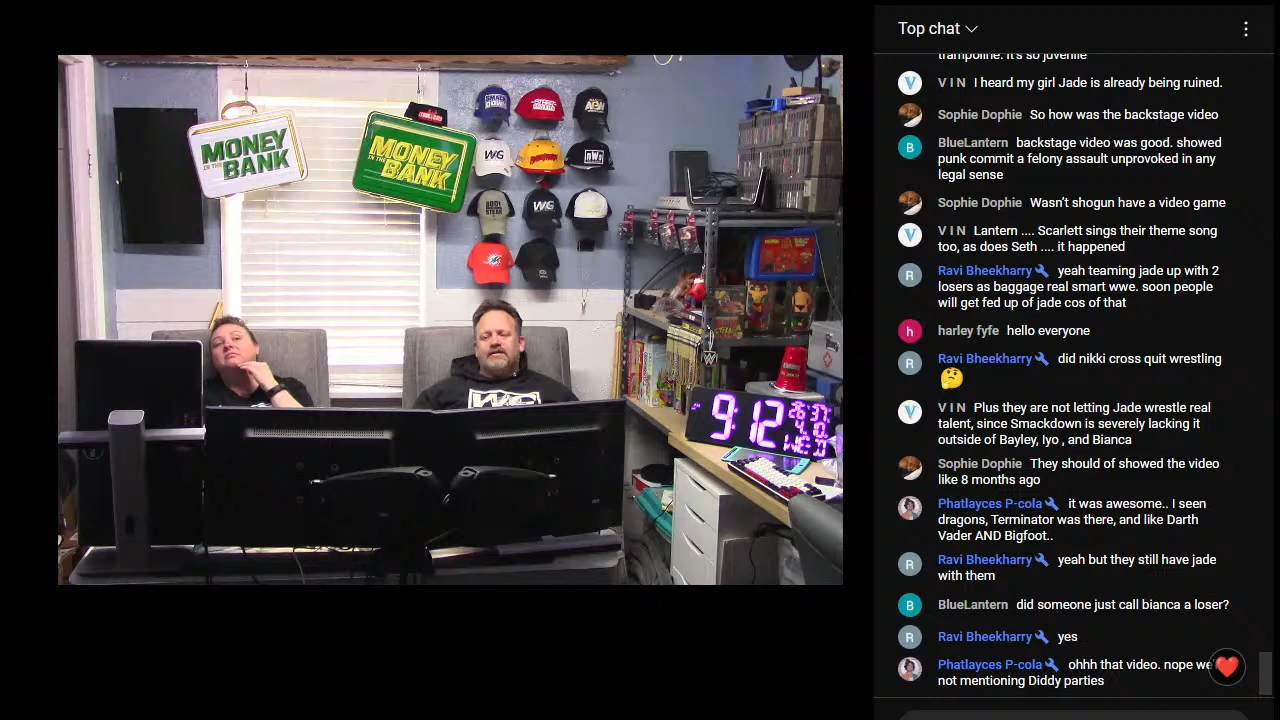 Top chat
trampoline. It's so juvenile
V I N I heard my girl Jade is already being ruined.
Sophie Dophie So how was the backstage video
BlueLantern backstage video was good. showed
punk commit a felony assault unprovoked in any
legal sense
Sophie Dophie Wasn't shogun have a video game
V I N Lantern .... Scarlett sings their theme song
too, as does Seth .... it happened
Ravi Bheekharry yeah teaming jade up with 2
losers as baggage real smart wwe. soon people
will get fed up of jade cos of that
harley fyfe hello everyone
Ravi Bheekharry did nikki cross quit wrestling
🤔
V I N Plus they are not letting Jade wrestle real
talent, since Smackdown is severely lacking it
outside of Bayley, Iyo , and Bianca
Sophie Dophie They should of showed the video
like 8 months ago
Phatlayces P-cola it was awesome.. I seen
dragons, Terminator was there, and like Darth
Vader AND Bigfoot..
Ravi Bheekharry yeah but they still have jade
with them
BlueLantern did someone just call bianca a loser?
Ravi Bheekharry yes
Phatlayces P-cola ohhh that video. nope we
not mentioning Diddy parties
MONEY
IN THE BANK
MONEY
IN THE BANK
WG
nWo
WG
WG
9:12
WED